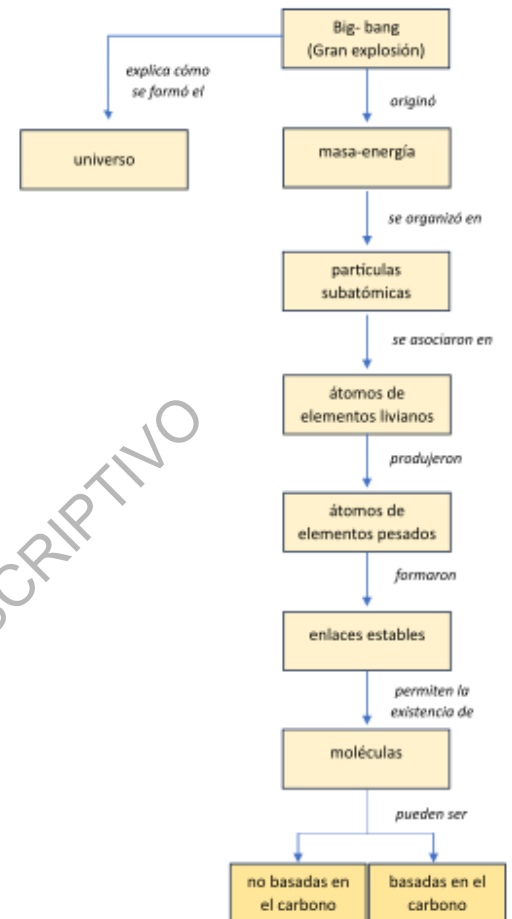 Big- bang
(Gran explosión)
explica cómo
se formó el
originó
universo
masa-energía
se organizó en
partículas
subatómicas
se asociaron en
átomos de
elementos livianos
produjeron
átomos de
elementos pesados
formaron
enlaces estables
permiten la
existencia de
moléculas
pueden ser
no basadas en
el carbono
basadas en el
carbono